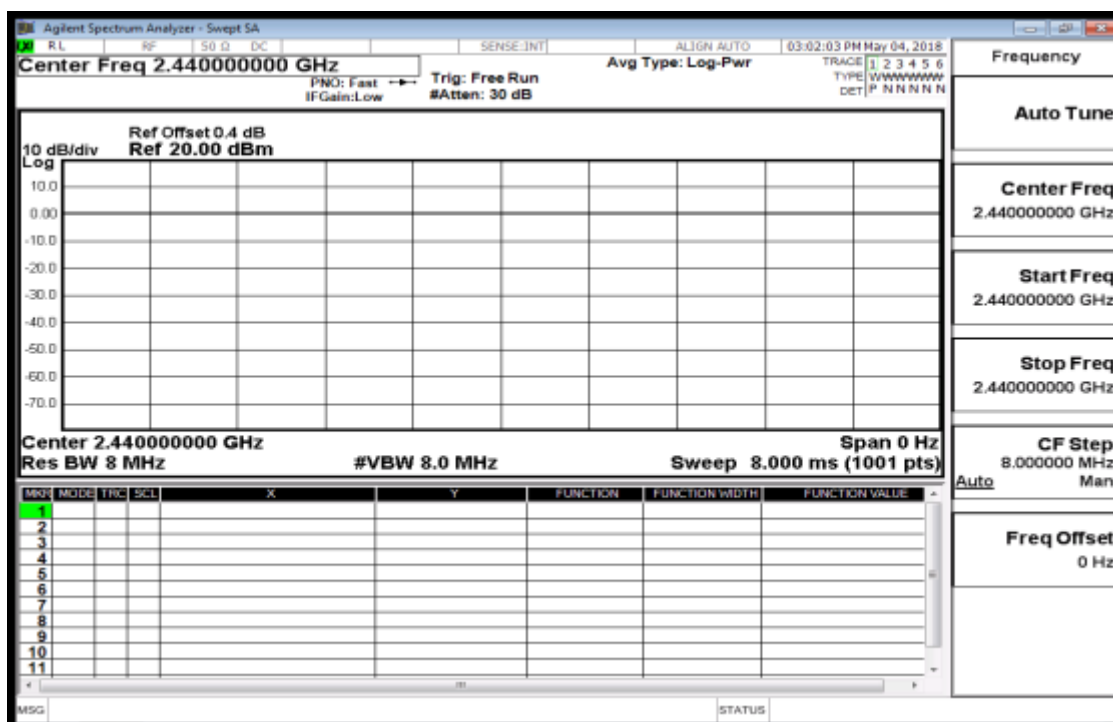 Agilent Spectrum Analyzer - Swept SA
RL RF 50 Ω DC SENSE:INT ALIGN AUTO 03:02:03 PM May 04, 2018
Center Freq 2.440000000 GHz
PNO: Fast
IFGain:Low
Trig: Free Run
#Atten: 30 dB
Avg Type: Log-Pwr
TRACE 1 2 3 4 5 6
TYPE WWWWWW
DET P N N N N N
Ref Offset 0.4 dB
10 dB/div Ref 20.00 dBm
Log
10.0
0.00
-10.0
-20.0
-30.0
-40.0
-50.0
-60.0
-70.0
Center 2.440000000 GHz Span 0 Hz
Res BW 8 MHz #VBW 8.0 MHz Sweep 8.000 ms (1001 pts)
MKR MODE TRC SCL X Y FUNCTION FUNCTION WIDTH FUNCTION VALUE
1
2
3
4
5
6
7
8
9
10
11
MSG STATUS
Frequency
Auto Tune
Center Freq
2.440000000 GHz
Start Freq
2.440000000 GHz
Stop Freq
2.440000000 GHz
CF Step
8.000000 MHz
Auto Man
Freq Offset
0 Hz